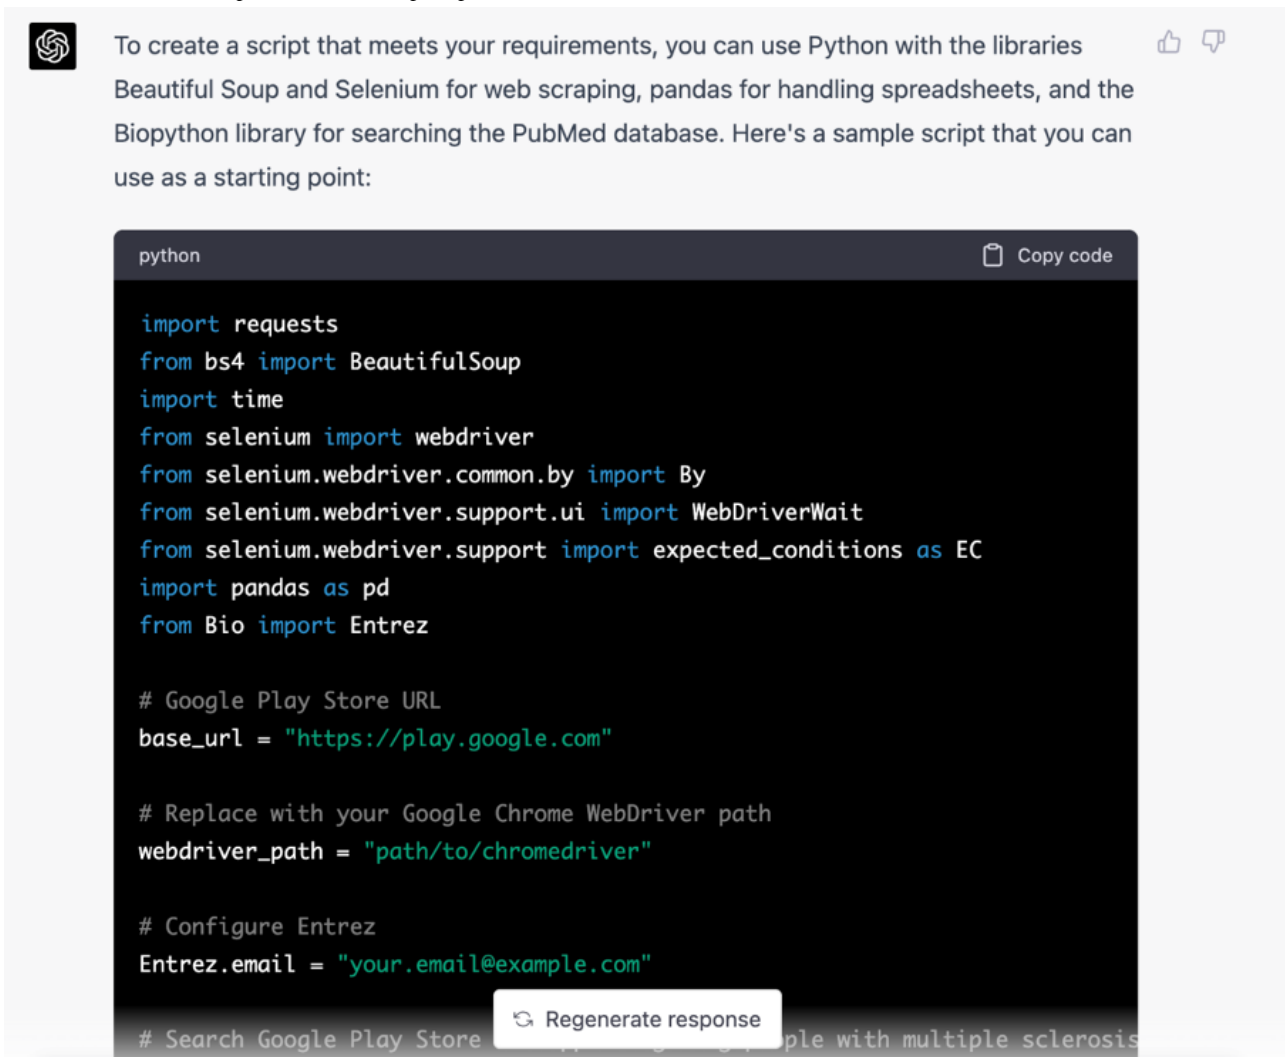 To create a script that meets your requirements, you can use Python with the libraries
Beautiful Soup and Selenium for web scraping, pandas for handling spreadsheets, and the
Biopython library for searching the PubMed database. Here's a sample script that you can
use as a starting point:
python
Copy code
import requests
from bs4 import BeautifulSoup
import time
from selenium import webdriver
from selenium.webdriver.common.by import By
from selenium.webdriver.support.ui import WebDriverWait
from selenium.webdriver.support import expected_conditions as EC
import pandas as pd
from Bio import Entrez
# Google Play Store URL
base_url = "https://play.google.com"
# Replace with your Google Chrome WebDriver path
webdriver_path = "path/to/chromedriver"
# Configure Entrez
Entrez.email = "your.email@example.com"
Regenerate response
# Search Google Play Store with multiple sclerosis